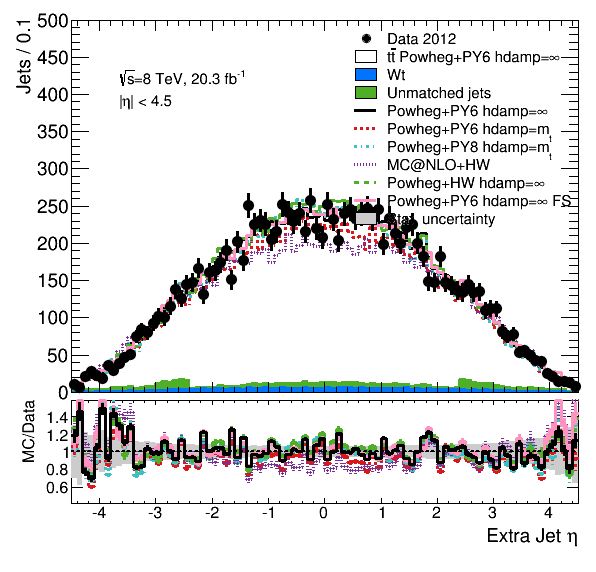 Jets / 0.1
500
450
400
350
300
250
200
150
100
50
0
√s=8 TeV, 20.3 fb-1
|η| < 4.5
Data 2012
tt̄ Powheg+PY6 hdamp=∞
Wt
Unmatched jets
Powheg+PY6 hdamp=∞
Powheg+PY6 hdamp=mt
Powheg+PY8 hdamp=mt
MC@NLO+HW
Powheg+HW hdamp=∞
Powheg+PY6 hdamp=∞ FS
Stat. uncertainty
MC/Data
1.4
1.2
1
0.8
0.6
-4 -3 -2 -1 0 1 2 3 4
Extra Jet η